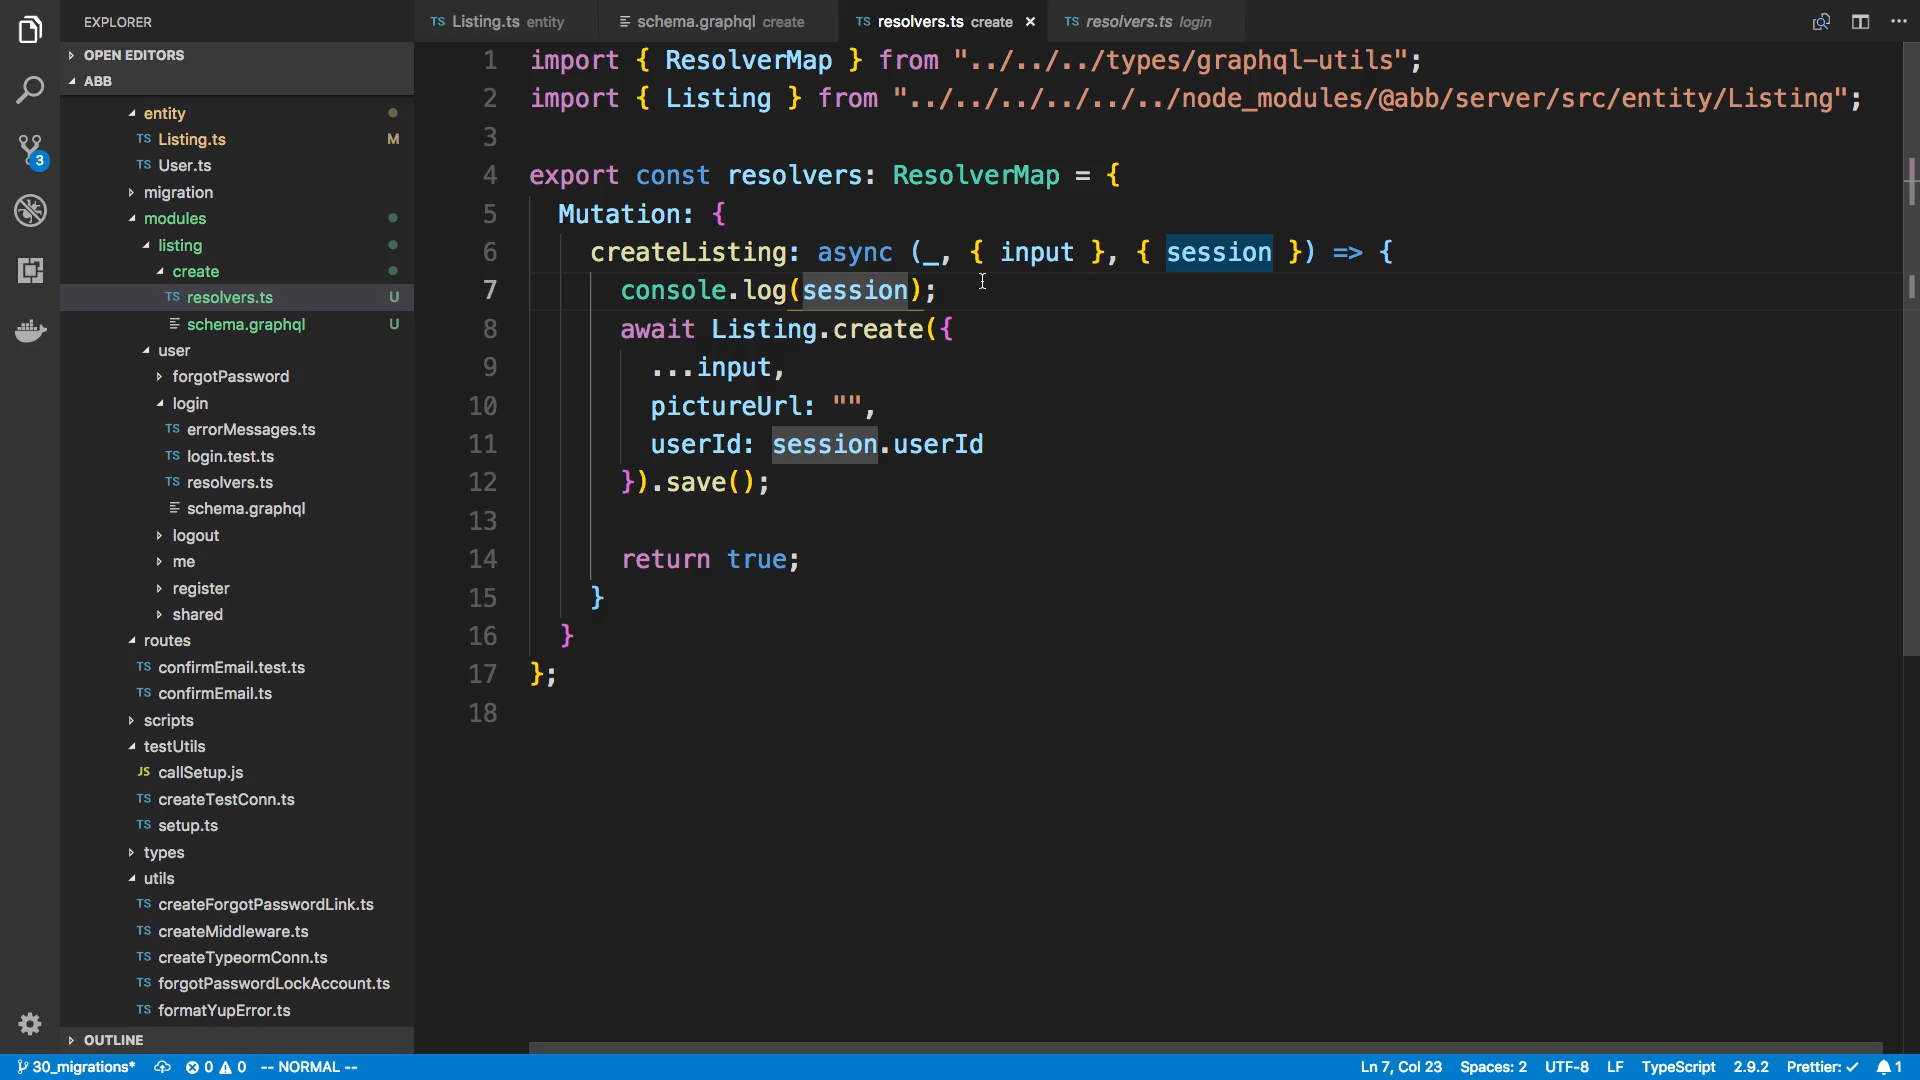 EXPLORER
OPEN EDITORS
ABB
entity
TS Listing.ts M
TS User.ts
migration
modules
listing
create
TS resolvers.ts U
schema.graphql U
user
forgotPassword
login
TS errorMessages.ts
TS login.test.ts
TS resolvers.ts
schema.graphql
logout
me
register
shared
routes
TS confirmEmail.test.ts
TS confirmEmail.ts
scripts
testUtils
JS callSetup.js
TS createTestConn.ts
TS setup.ts
types
utils
TS createForgotPasswordLink.ts
TS createMiddleware.ts
TS createTypeormConn.ts
TS forgotPasswordLockAccount.ts
TS formatYupError.ts
OUTLINE
3
TS Listing.ts entity schema.graphql create TS resolvers.ts create × TS resolvers.ts login
1 import { ResolverMap } from "../../../types/graphql-utils";
2 import { Listing } from "../../../../../../node_modules/@abb/server/src/entity/Listing";
3
4 export const resolvers: ResolverMap = {
5 Mutation: {
6 createListing: async (_, { input }, { session }) => {
7 console.log(session);
8 await Listing.create({
9 ...input,
10 pictureUrl: "",
11 userId: session.userId
12 }).save();
13
14 return true;
15 }
16 }
17 };
18
30_migrations* 0 0 -- NORMAL -- Ln 7, Col 23 Spaces: 2 UTF-8 LF TypeScript 2.9.2 Prettier: ✓ 1